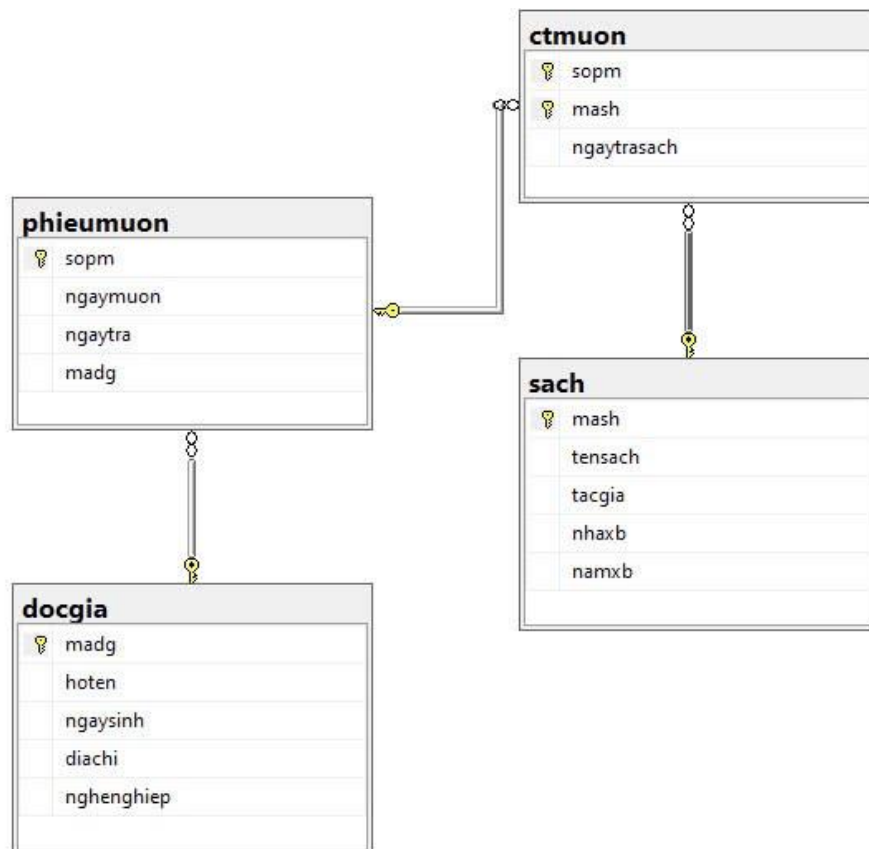 ctmuon
sopm
mash
ngaytrasach
phieumuon
sopm
ngaymuon
ngaytra
madg
sach
mash
tensach
tacgia
nhaxb
namxb
docgia
madg
hoten
ngaysinh
diachi
nghenghiep